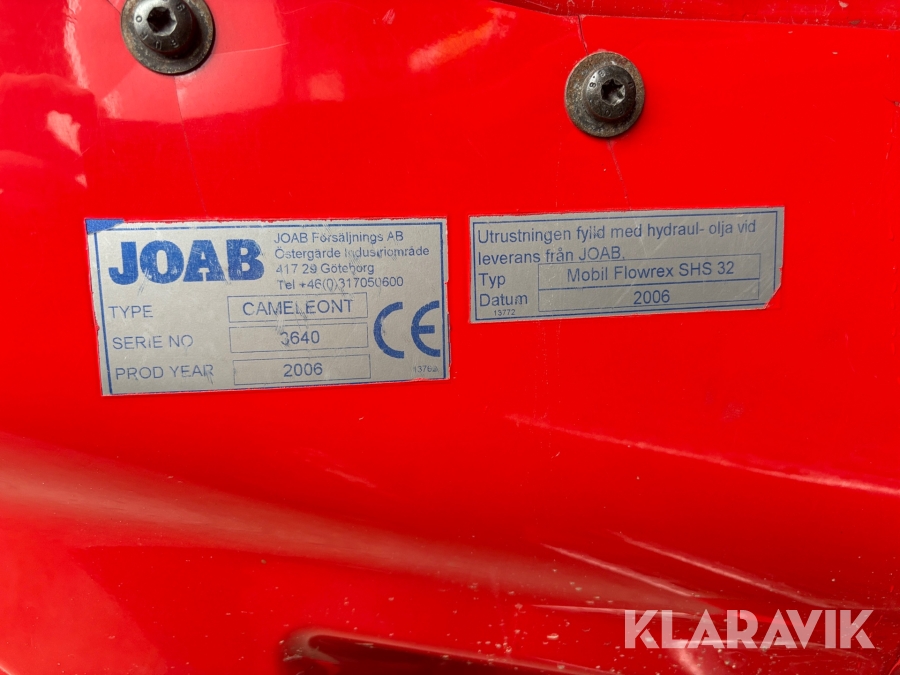 JOAB
JOAB Försäljnings AB
Östergärde Industriområde
417 29 Göteborg
Tel +46(0)317050600
TYPE CAMELEONT
SERIE NO 3640
PROD YEAR 2006
CE
Utrustningen fylld med hydraul- olja vid
leverans från JOAB.
Typ Mobil Flowrex SHS 32
Datum 2006
13772
KLARAVIK